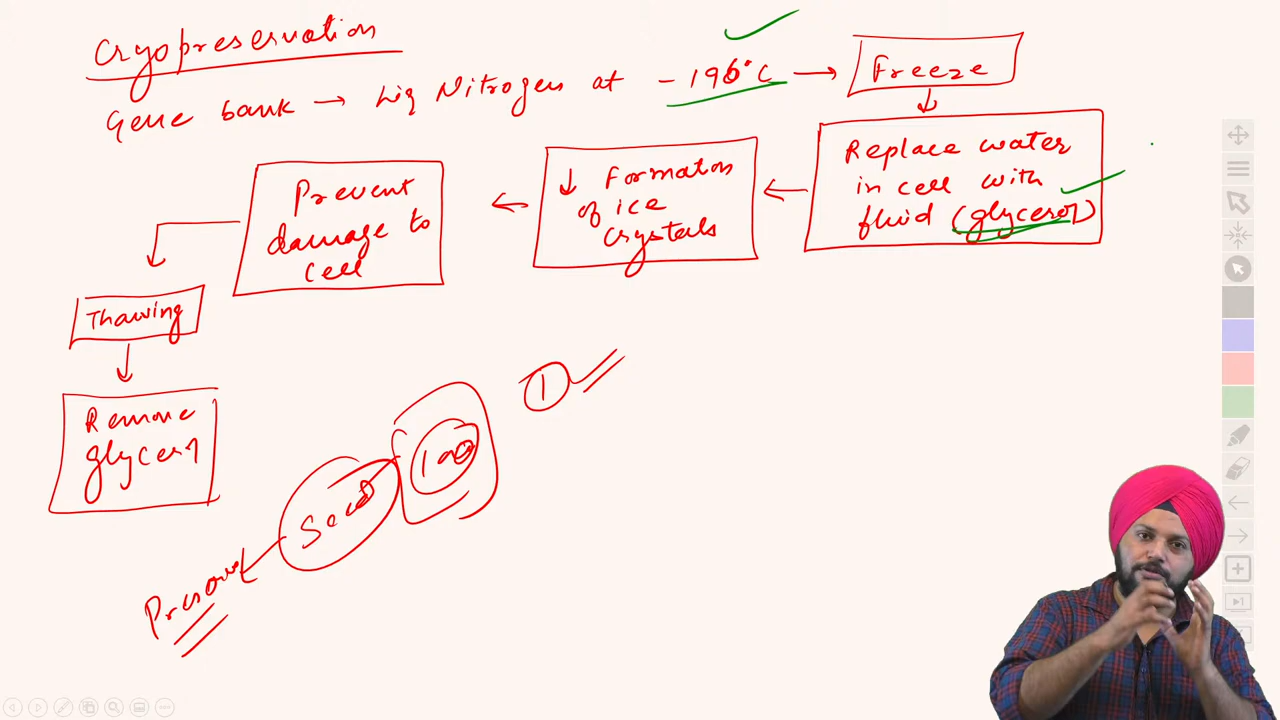 Cryopreservation
Gene bank → Liq Nitrogen at -196°C → Freeze
Replace water
in cell with
fluid (glycerol)
↓ Formation
of ice
crystals
Prevent
damage to
cell
Thawing
Remove
glycerol
1
100
Seed
Preserve